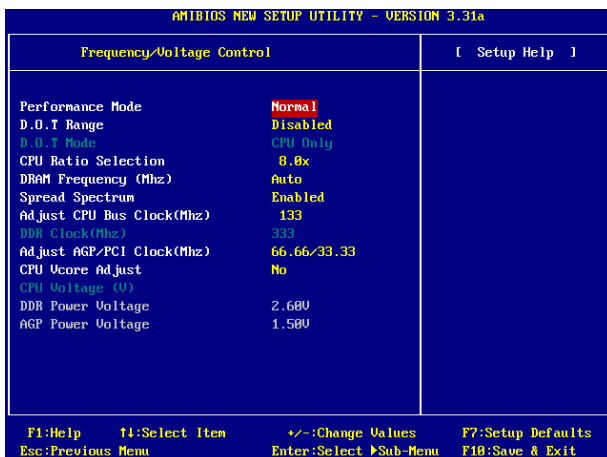 AMIBIOS NEW SETUP UTILITY - VERSION 3.31a
Frequency/Voltage Control
[ Setup Help ]
Performance Mode Normal
D.O.T Range Disabled
D.O.T Mode CPU Only
CPU Ratio Selection 8.0x
DRAM Frequency (Mhz) Auto
Spread Spectrum Enabled
Adjust CPU Bus Clock(Mhz) 133
DDR Clock(Mhz) 333
Adjust AGP/PCI Clock(Mhz) 66.66/33.33
CPU Vcore Adjust No
CPU Voltage (V)
DDR Power Voltage 2.60V
AGP Power Voltage 1.50V
F1:Help ↑↓:Select Item +/-:Change Values F7:Setup Defaults
Esc:Previous Menu Enter:Select ▶Sub-Menu F10:Save & Exit